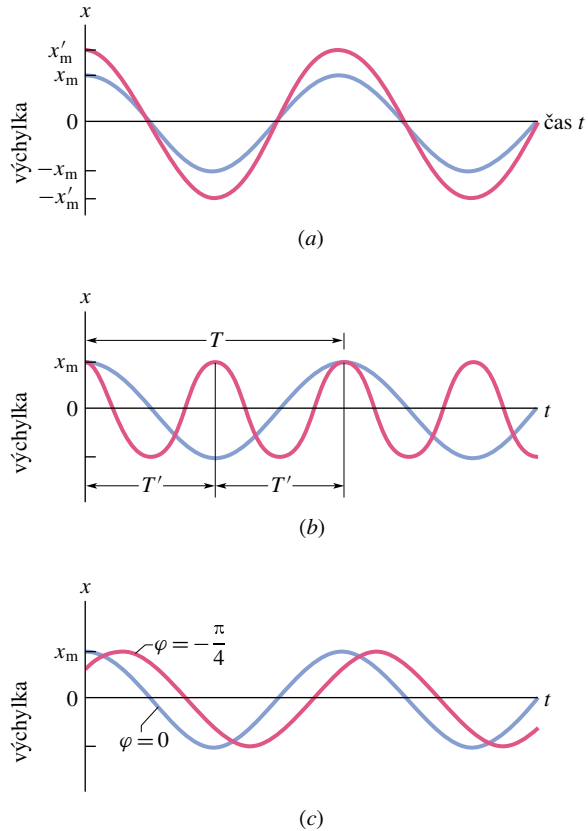 x
x′m
xm
0
čas t
−xm
−x′m
výchylka
(a)
x
T
xm
0
t
výchylka
T′ T′
(b)
x
φ = − π/4
xm
0
t
φ = 0
výchylka
(c)